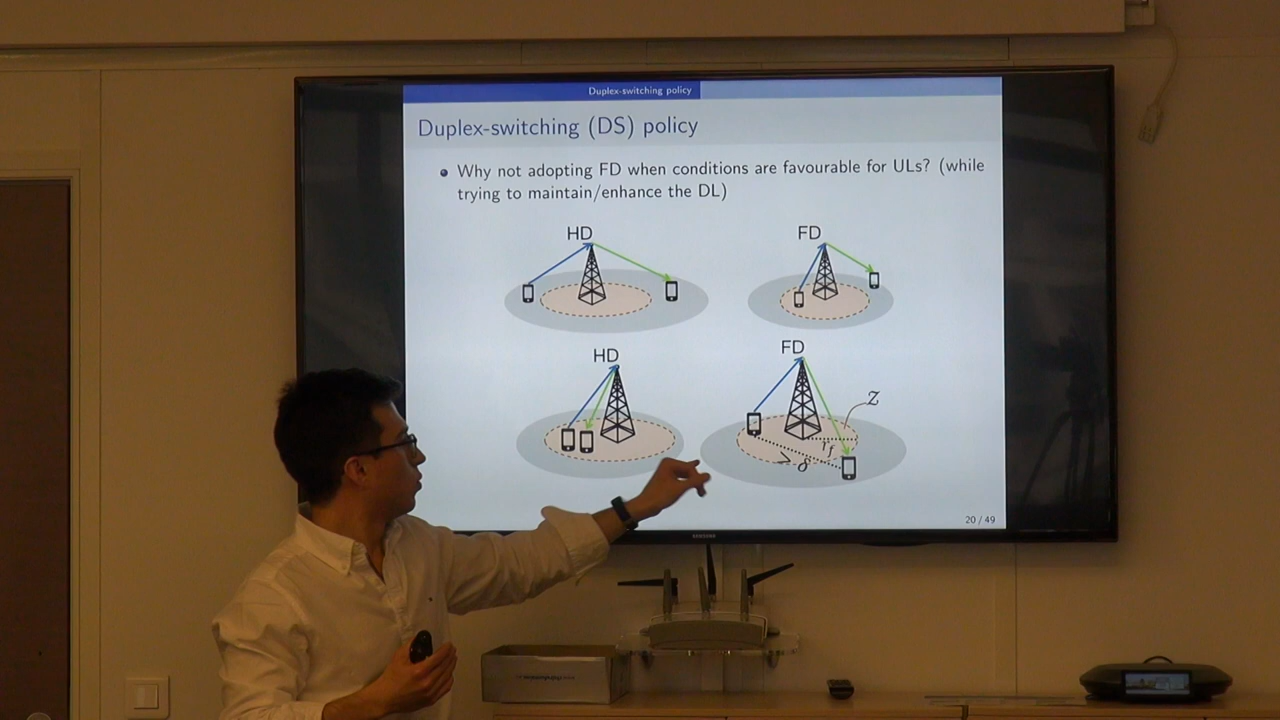 Duplex-switching policy
Duplex-switching (DS) policy
Why not adopting FD when conditions are favourable for ULs? (while
trying to maintain/enhance the DL)
HD
FD
HD
FD
Z
r_f
> δ
20 / 49
SAMSUNG